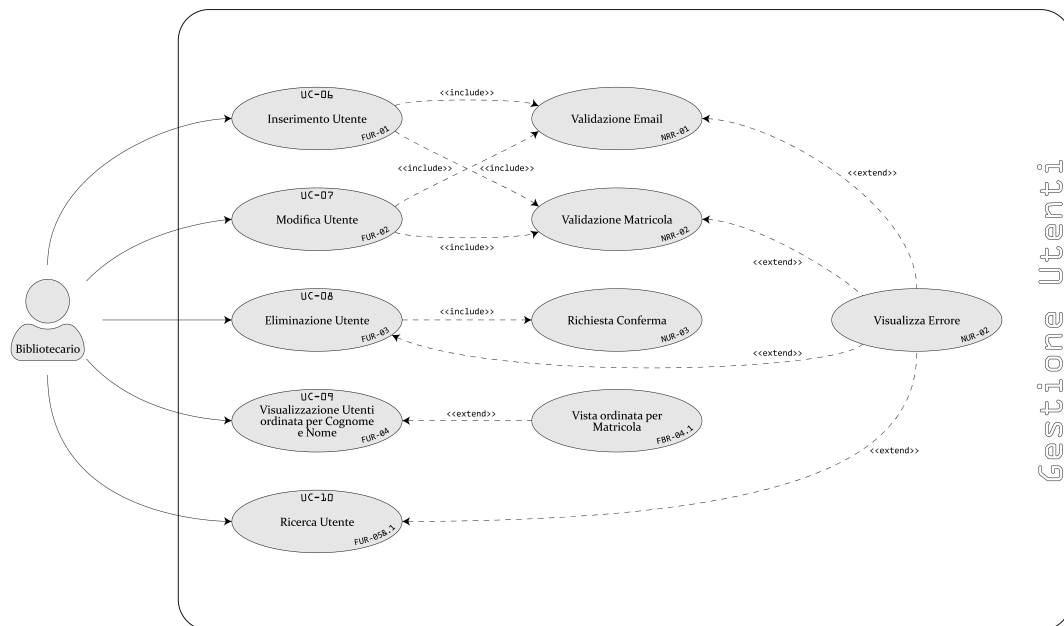 UC-06
Inserimento Utente
FUR-01
<<include>>
Validazione Email
NRR-01
<<include>>
<<include>>
<<extend>>
UC-07
Modifica Utente
FUR-02
<<include>>
Validazione Matricola
NRR-02
<<extend>>
Bibliotecario
UC-08
Eliminazione Utente
FUR-03
<<include>>
Richiesta Conferma
NUR-03
Visualizza Errore
NUR-02
<<extend>>
UC-09
Visualizzazione Utenti
ordinata per Cognome
e Nome
FUR-04
<<extend>>
Vista ordinata per
Matricola
FBR-04.1
<<extend>>
UC-10
Ricerca Utente
FUR-05&.1
Gestione Utenti